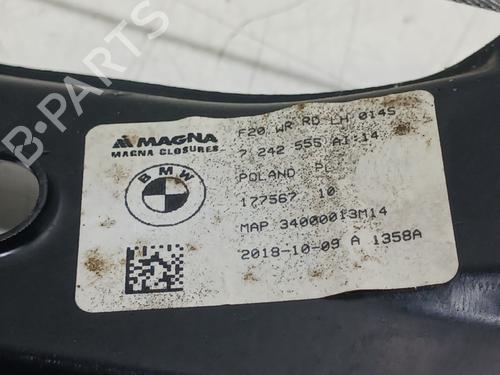 B-PARTS
MAGNA
MAGNA CLOSURES
BMW
F20 WR RD LH 0145
7 242 555 AI:14
POLAND PL
177567 10
MAP 34000013M14
2018-10-09 A 1358A